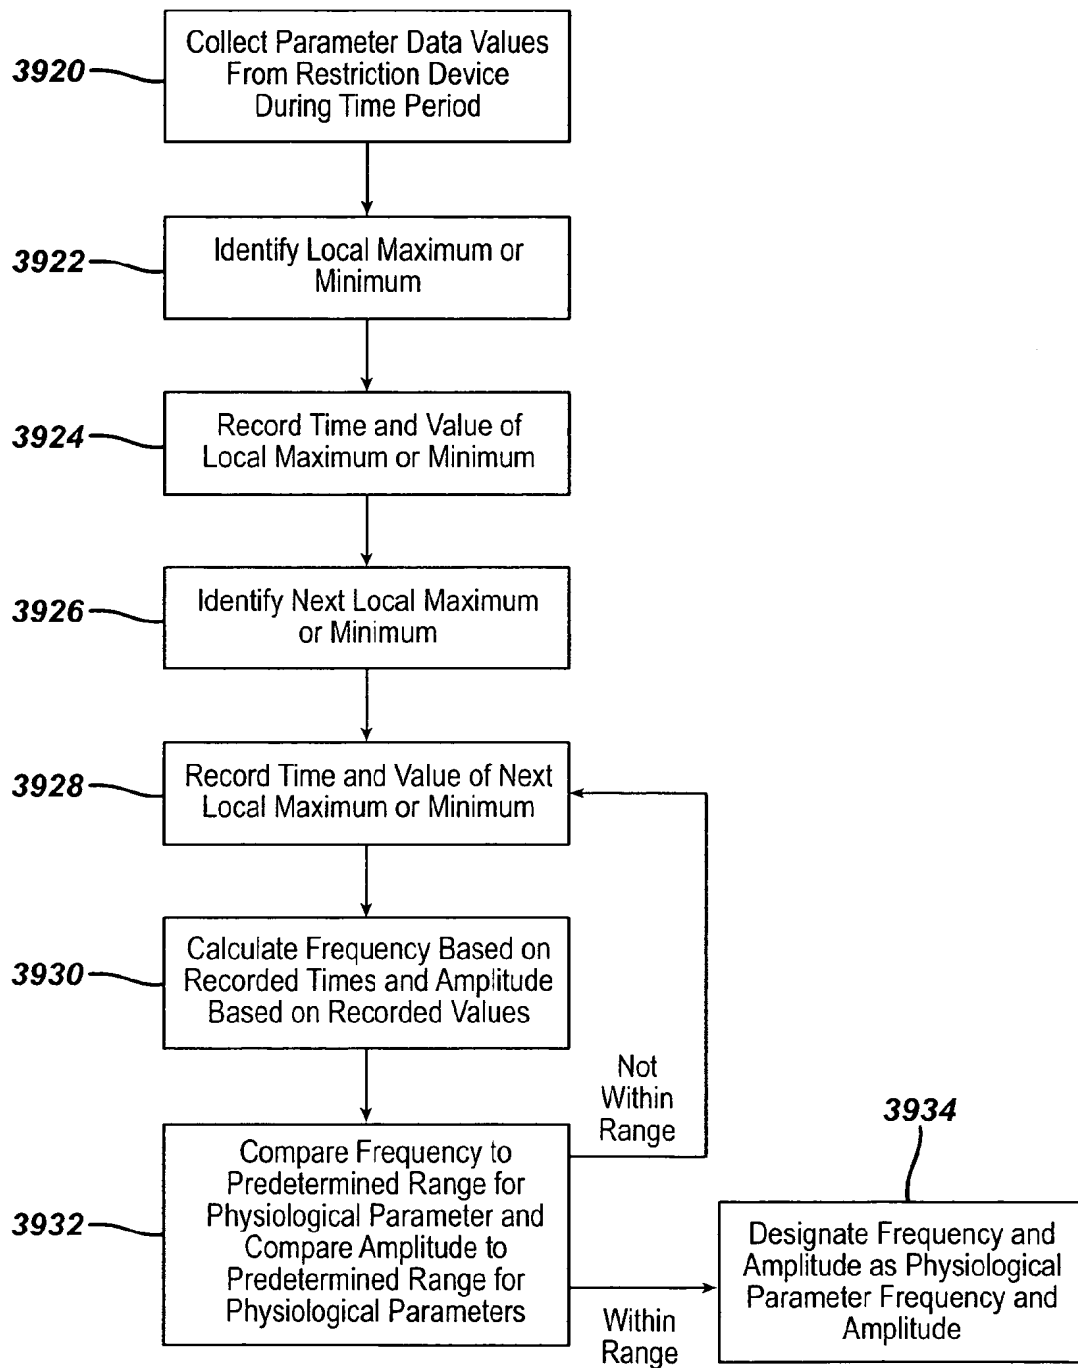 3920
Collect Parameter Data Values
From Restriction Device
During Time Period
3922
Identify Local Maximum or
Minimum
3924
Record Time and Value of
Local Maximum or Minimum
3926
Identify Next Local Maximum
or Minimum
3928
Record Time and Value of Next
Local Maximum or Minimum
3930
Calculate Frequency Based on
Recorded Times and Amplitude
Based on Recorded Values
Not
Within
Range
3932
Compare Frequency to
Predetermined Range for
Physiological Parameter and
Compare Amplitude to
Predetermined Range for
Physiological Parameters
Within
Range
3934
Designate Frequency and
Amplitude as Physiological
Parameter Frequency and
Amplitude